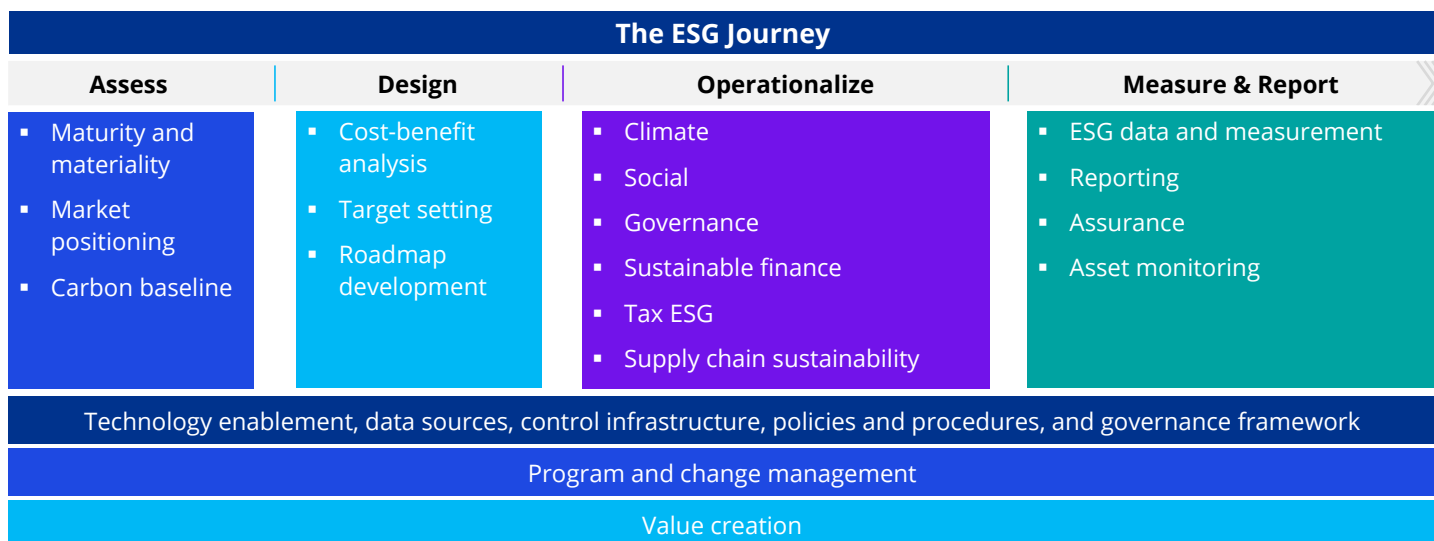 The ESG Journey
Assess
Design
Operationalize
Measure & Report
▪ Maturity and
materiality
▪ Market
positioning
▪ Carbon baseline
▪ Cost-benefit
analysis
▪ Target setting
▪ Roadmap
development
▪ Climate
▪ Social
▪ Governance
▪ Sustainable finance
▪ Tax ESG
▪ Supply chain sustainability
▪ ESG data and measurement
▪ Reporting
▪ Assurance
▪ Asset monitoring
Technology enablement, data sources, control infrastructure, policies and procedures, and governance framework
Program and change management
Value creation